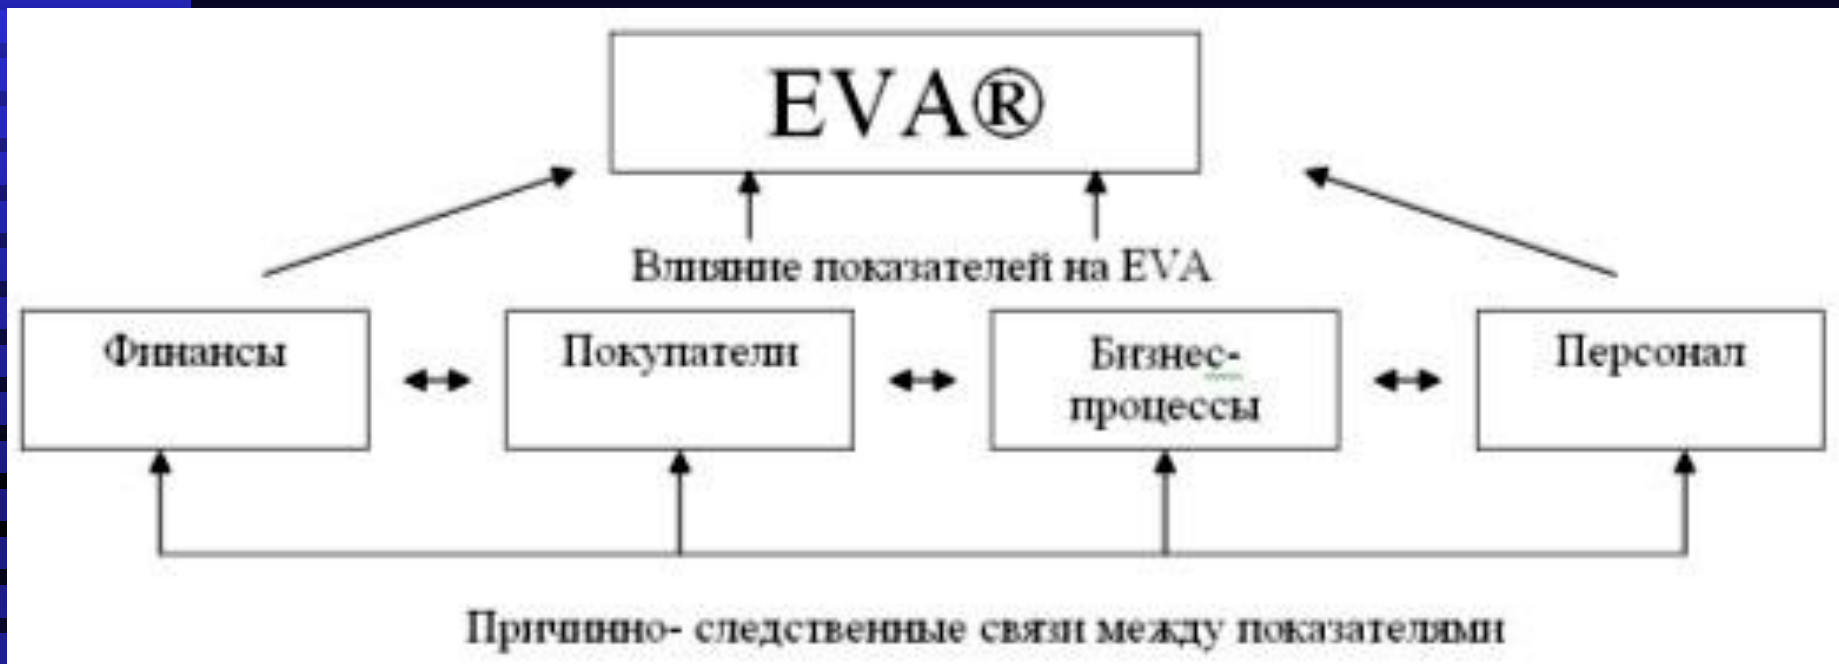 EVA®
Влияние показателей на EVA
Финансы
Покупатели
Бизнес-
процессы
Персонал
Причинно- следственные связи между показателями